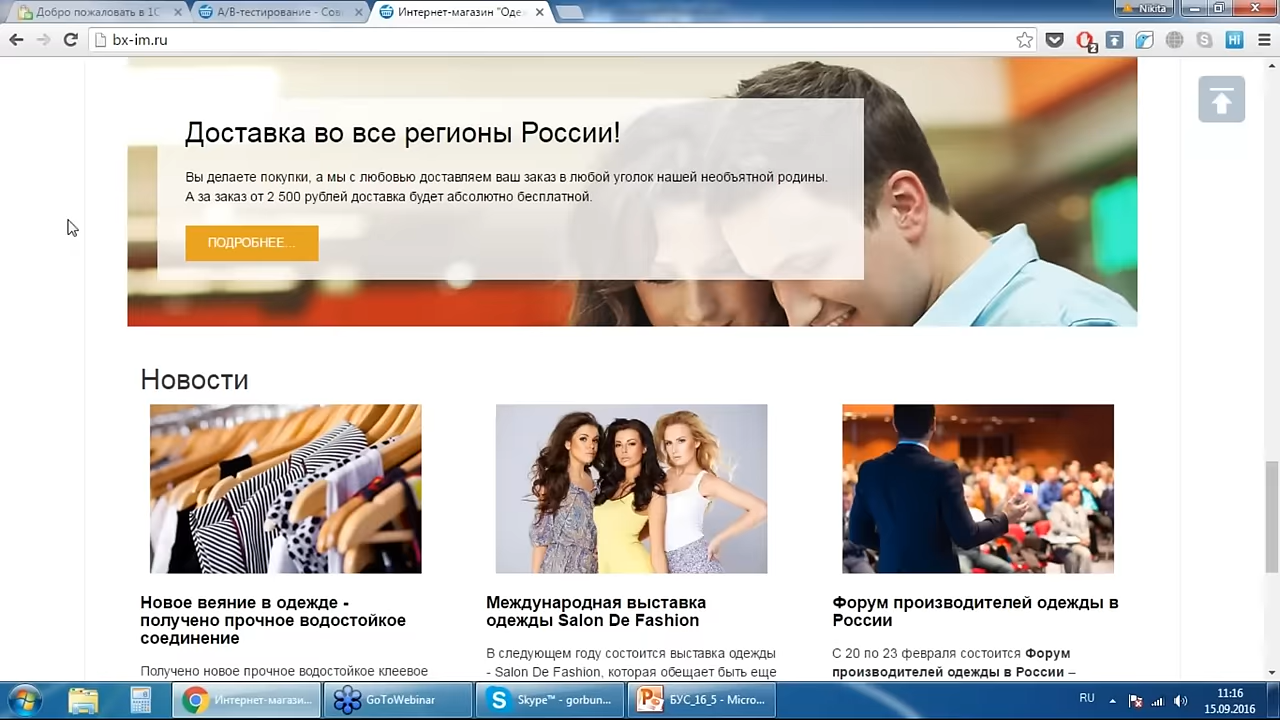 Добро пожаловать в 1С
A/B-тестирование - Сов
Интернет-магазин "Оде
Nikita
bx-im.ru
2
Hi
Доставка во все регионы России!
Вы делаете покупки, а мы с любовью доставляем ваш заказ в любой уголок нашей необъятной родины.
А за заказ от 2 500 рублей доставка будет абсолютно бесплатной.
ПОДРОБНЕЕ...
Новости
Новое веяние в одежде -
получено прочное водостойкое
соединение
Получено новое прочное водостойкое клеевое
Международная выставка
одежды Salon De Fashion
В следующем году состоится выставка одежды
- Salon De Fashion, которая обещает быть еще
Форум производителей одежды в
России
С 20 по 23 февраля состоится Форум
производителей одежды в России –
Интернет-магази...
GoToWebinar
Skype™ - gorbun...
БУС_16_5 - Micro...
RU
11:16
15.09.2016